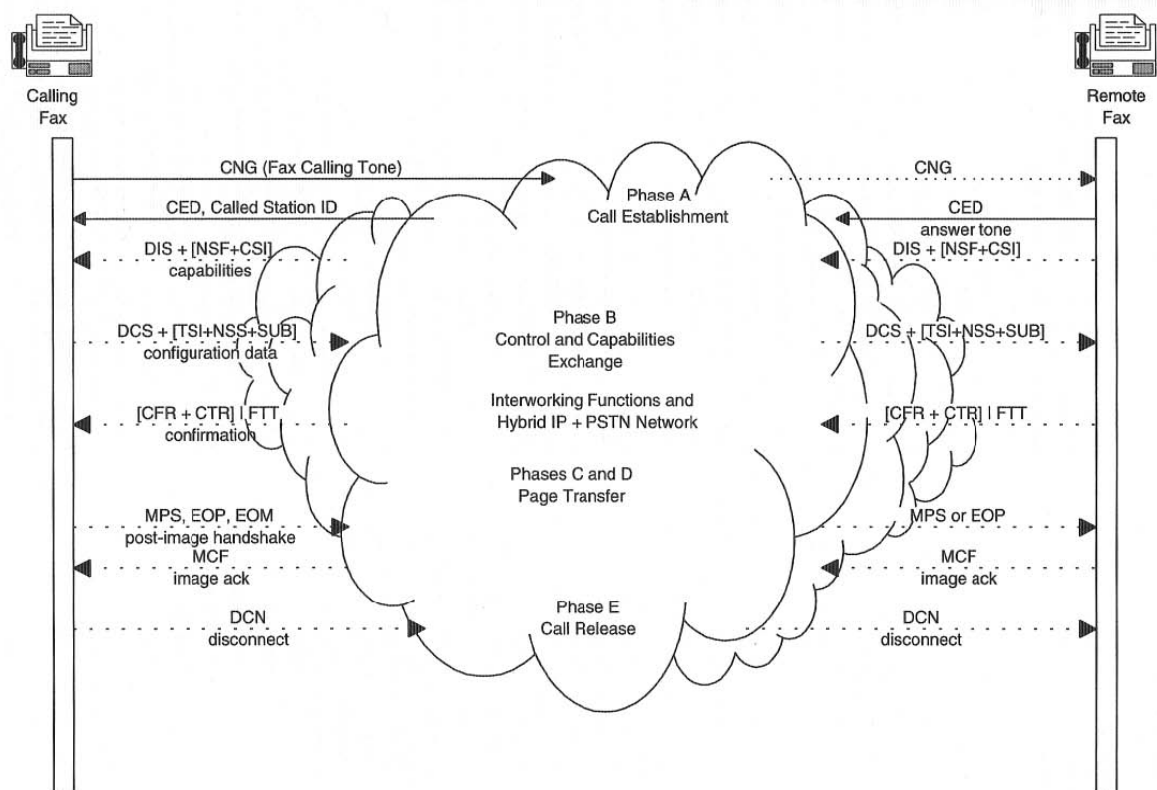 Calling
Fax
Remote
Fax
CNG (Fax Calling Tone)
CNG
Phase A
Call Establishment
CED, Called Station ID
CED
answer tone
DIS + [NSF+CSI]
capabilities
DIS + [NSF+CSI]
Phase B
Control and Capabilities
Exchange
DCS + [TSI+NSS+SUB]
configuration data
DCS + [TSI+NSS+SUB]
Interworking Functions and
Hybrid IP + PSTN Network
[CFR + CTR] | FTT
confirmation
[CFR + CTR] | FTT
Phases C and D
Page Transfer
MPS, EOP, EOM
post-image handshake
MPS or EOP
MCF
image ack
MCF
image ack
Phase E
Call Release
DCN
disconnect
DCN
disconnect